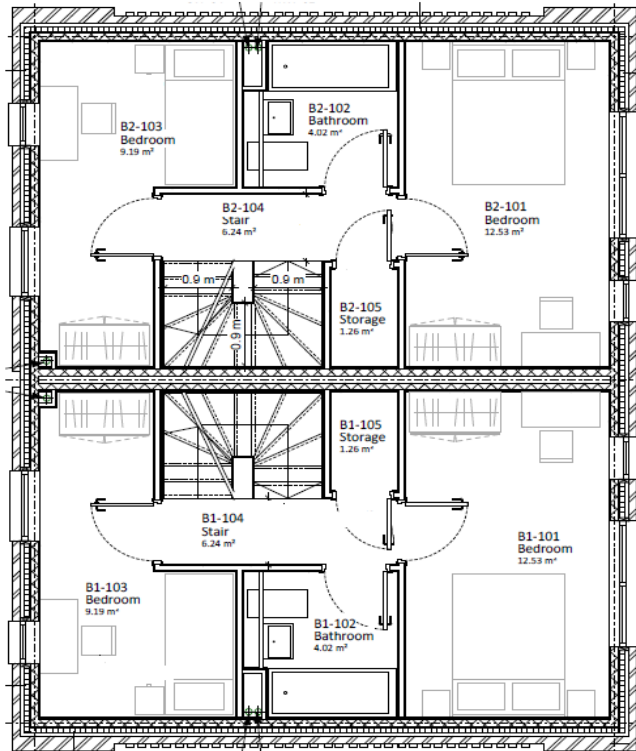 B2-103
Bedroom
9.19 m²
B2-102
Bathroom
4.02 m²
B2-104
Stair
6.24 m²
B2-101
Bedroom
12.53 m²
0.9 m
0.9 m
0.9 m
B2-105
Storage
1.26 m²
B1-105
Storage
1.26 m²
B1-104
Stair
6.24 m²
B1-101
Bedroom
12.53 m²
B1-103
Bedroom
9.19 m²
B1-102
Bathroom
4.02 m²